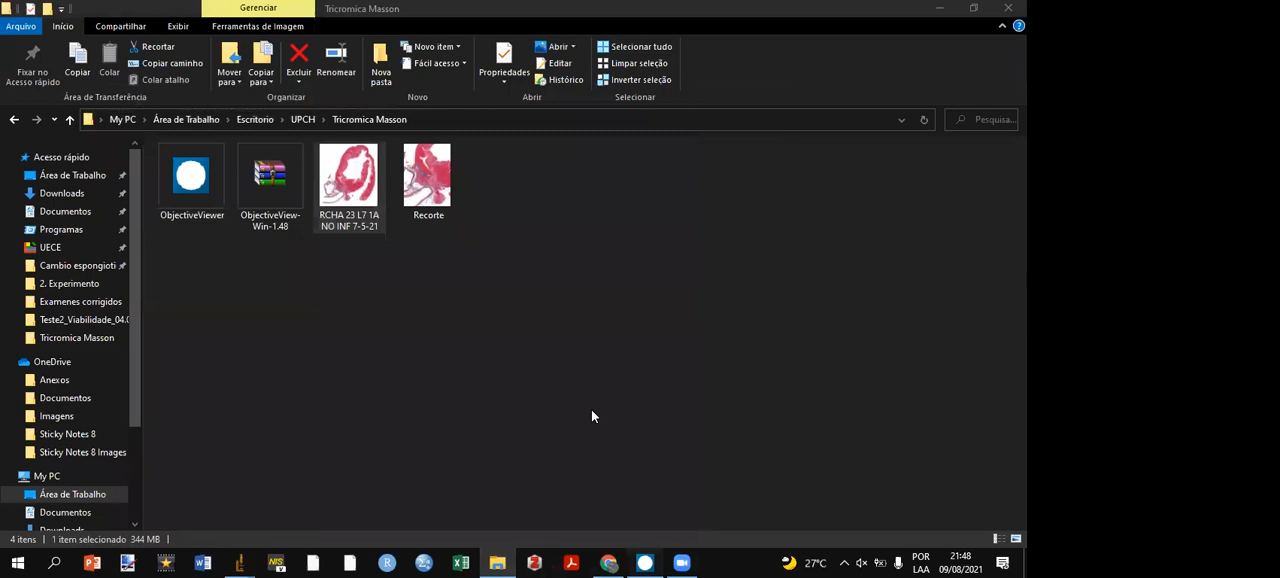 Gerenciar
Tricromica Masson
Arquivo
Início
Compartilhar
Exibir
Ferramentas de Imagem
Fixar no
Acesso rápido
Copiar
Colar
Recortar
Copiar caminho
Colar atalho
Área de Transferência
Mover
para
Copiar
para
Excluir
Renomear
Organizar
Nova
pasta
Novo item
Fácil acesso
Novo
Propriedades
Abrir
Editar
Histórico
Abrir
Selecionar tudo
Limpar seleção
Inverter seleção
Selecionar
My PC
Área de Trabalho
Escritorio
UPCH
Tricromica Masson
Pesquisa...
Acesso rápido
Área de Trabalho
Downloads
Documentos
Programas
UECE
Cambio espongioti
2. Experimento
Examenes corrigidos
Teste2_Viabilidade_04.0
Tricromica Masson
OneDrive
Anexos
Documentos
Imagens
Sticky Notes 8
Sticky Notes 8 Images
My PC
Área de Trabalho
Documentos
Downloads
ObjectiveViewer
ObjectiveView-
Win-1.48
RCHA 23 L7 1A
NO INF 7-5-21
Recorte
4 itens
1 item selecionado 344 MB
27°C
POR
LAA
21:48
09/08/2021